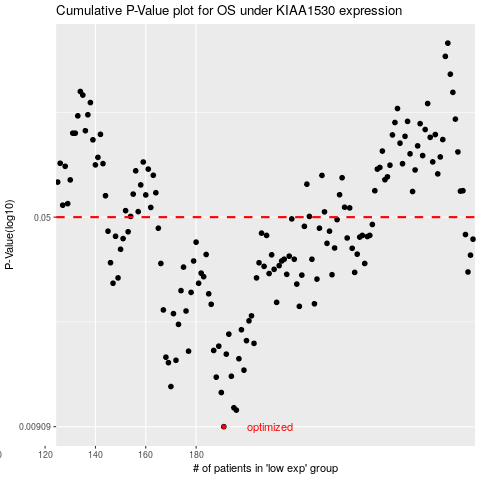 Cumulative P-Value plot for OS under KIAA1530 expression
P-Value(log10)
0.05
0.00909
optimized
0
120
140
160
180
# of patients in 'low exp' group